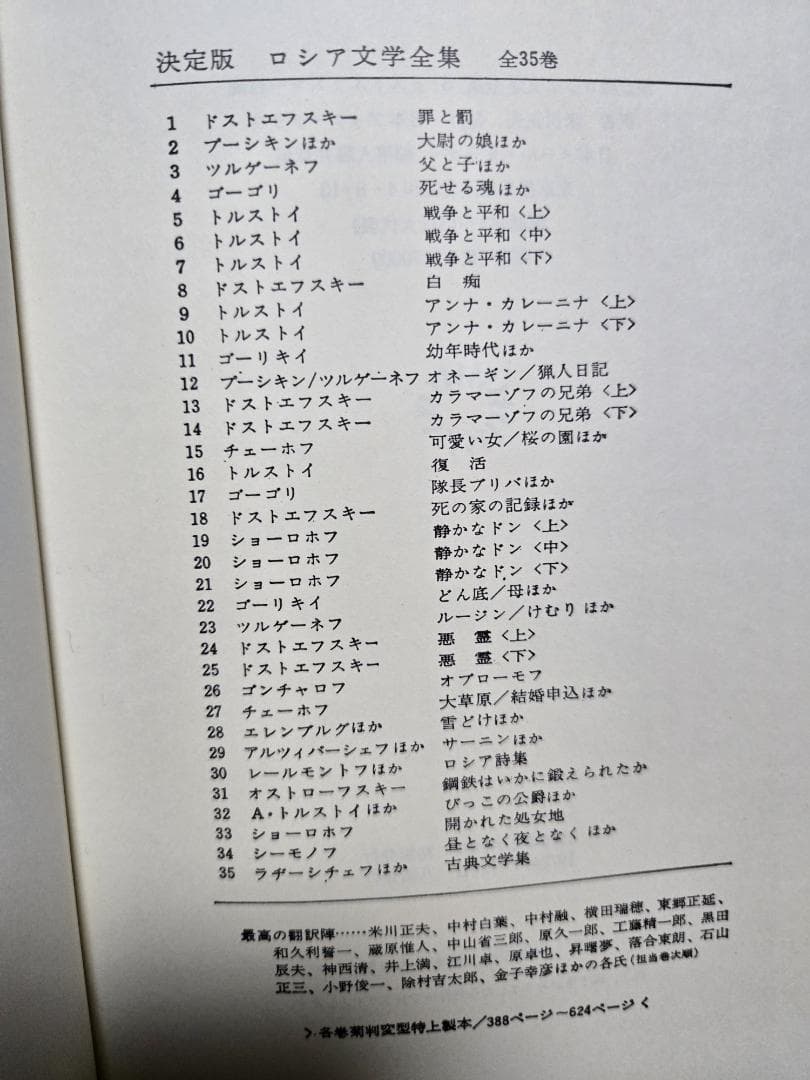 決定版 ロシア文学全集 全35巻
1 ドストエフスキー 罪と罰
2 プーシキンほか 大尉の娘ほか
3 ツルゲーネフ 父と子ほか
4 ゴーゴリ 死せる魂ほか
5 トルストイ 戦争と平和〈上〉
6 トルストイ 戦争と平和〈中〉
7 トルストイ 戦争と平和〈下〉
8 ドストエフスキー 白痴
9 トルストイ アンナ・カレーニナ〈上〉
10 トルストイ アンナ・カレーニナ〈下〉
11 ゴーリキイ 幼年時代ほか
12 プーシキン/ツルゲーネフ オネーギン/猟人日記
13 ドストエフスキー カラマーゾフの兄弟〈上〉
14 ドストエフスキー カラマーゾフの兄弟〈下〉
15 チェーホフ 可愛い女/桜の園ほか
16 トルストイ 復活
17 ゴーゴリ 隊長ブリバほか
18 ドストエフスキー 死の家の記録ほか
19 ショーロホフ 静かなドン〈上〉
20 ショーロホフ 静かなドン〈中〉
21 ショーロホフ 静かなドン〈下〉
22 ゴーリキイ どん底/母ほか
23 ツルゲーネフ ルージン/けむりほか
24 ドストエフスキー 悪霊〈上〉
25 ドストエフスキー 悪霊〈下〉
26 ゴンチャロフ オブローモフ
27 チェーホフ 大草原/結婚申込ほか
28 エレンブルグほか 雪どけほか
29 アルツィバーシェフほか サーニンほか
30 レールモントフほか ロシア詩集
31 オストローフスキー 鋼鉄はいかに鍛えられたか
32 A・トルストイほか びっこの公爵ほか
33 ショーロホフ 開かれた処女地
34 シーモノフ 昼となく夜となくほか
35 ラヂーシチェフほか 古典文学集
最高の翻訳陣……米川正夫、中村白葉、中村融、横田瑞穂、東郷正延、
和久利誓一、蔵原惟人、中山省三郎、原久一郎、工藤精一郎、黒田
辰夫、神西清、井上満、江川卓、原卓也、昇曙夢、落合東朗、石山
正三、小野俊一、除村吉太郎、金子幸彦ほかの各氏(担当巻次順)
>各巻菊判変型特上製本/388ページ〜624ページ<